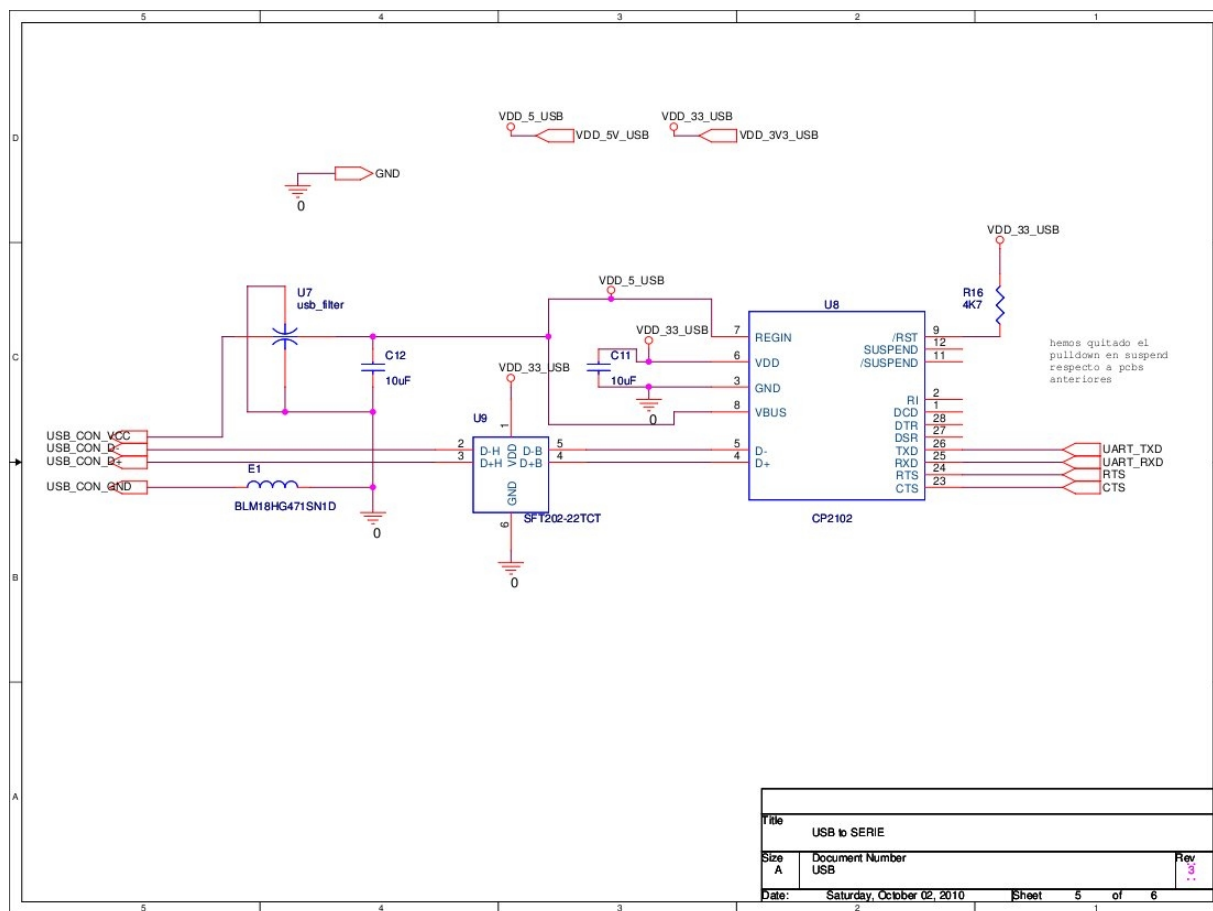 5 4 3 2 1
D
C
B
A
VDD_5_USB
VDD_5V_USB
VDD_33_USB
VDD_3V3_USB
GND
0
VDD_33_USB
R16
4K7
U7
usb_filter
C12
10uF
VDD_5_USB
VDD_33_USB
C11
10uF
0
VDD_33_USB
U8
7 REGIN
6 VDD
3 GND
8 VBUS
5 D-
4 D+
/RST 9
SUSPEND 12
/SUSPEND 11
RI 2
DCD 1
DTR 28
DSR 27
TXD 26
RXD 25
RTS 24
CTS 23
CP2102
hemos quitado el
pulldown en suspend
respecto a pcbs
anteriores
UART_TXD
UART_RXD
RTS
CTS
USB_CON_VCC
USB_CON_D-
USB_CON_D+
USB_CON_GND
E1
BLM18HG471SN1D
0
U9
1
2 D-H D-B 5
3 D+H D+B 4
VDD
GND
6
SFT202-22TCT
0
Title
USB to SERIE
Size
A
Document Number
USB
Rev
3
Date: Saturday, October 02, 2010 Sheet 5 of 6
5 4 3 2 1